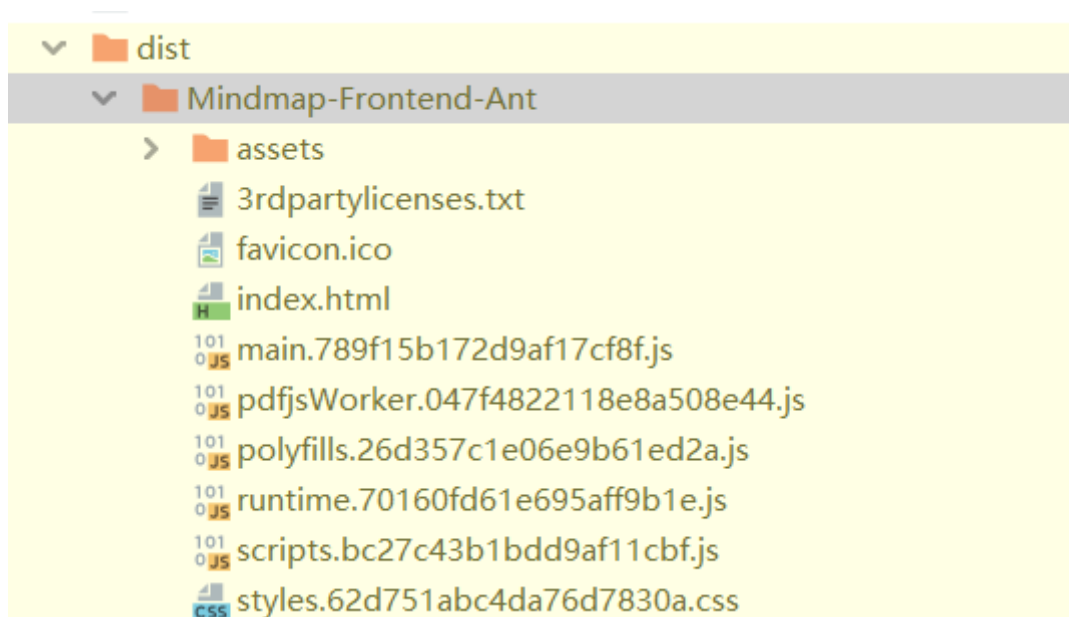 dist
Mindmap-Frontend-Ant
assets
3rdpartylicenses.txt
favicon.ico
index.html
main.789f15b172d9af17cf8f.js
pdfjsWorker.047f4822118e8a508e44.js
polyfills.26d357c1e06e9b61ed2a.js
runtime.70160fd61e695aff9b1e.js
scripts.bc27c43b1bdd9af11cbf.js
styles.62d751abc4da76d7830a.css